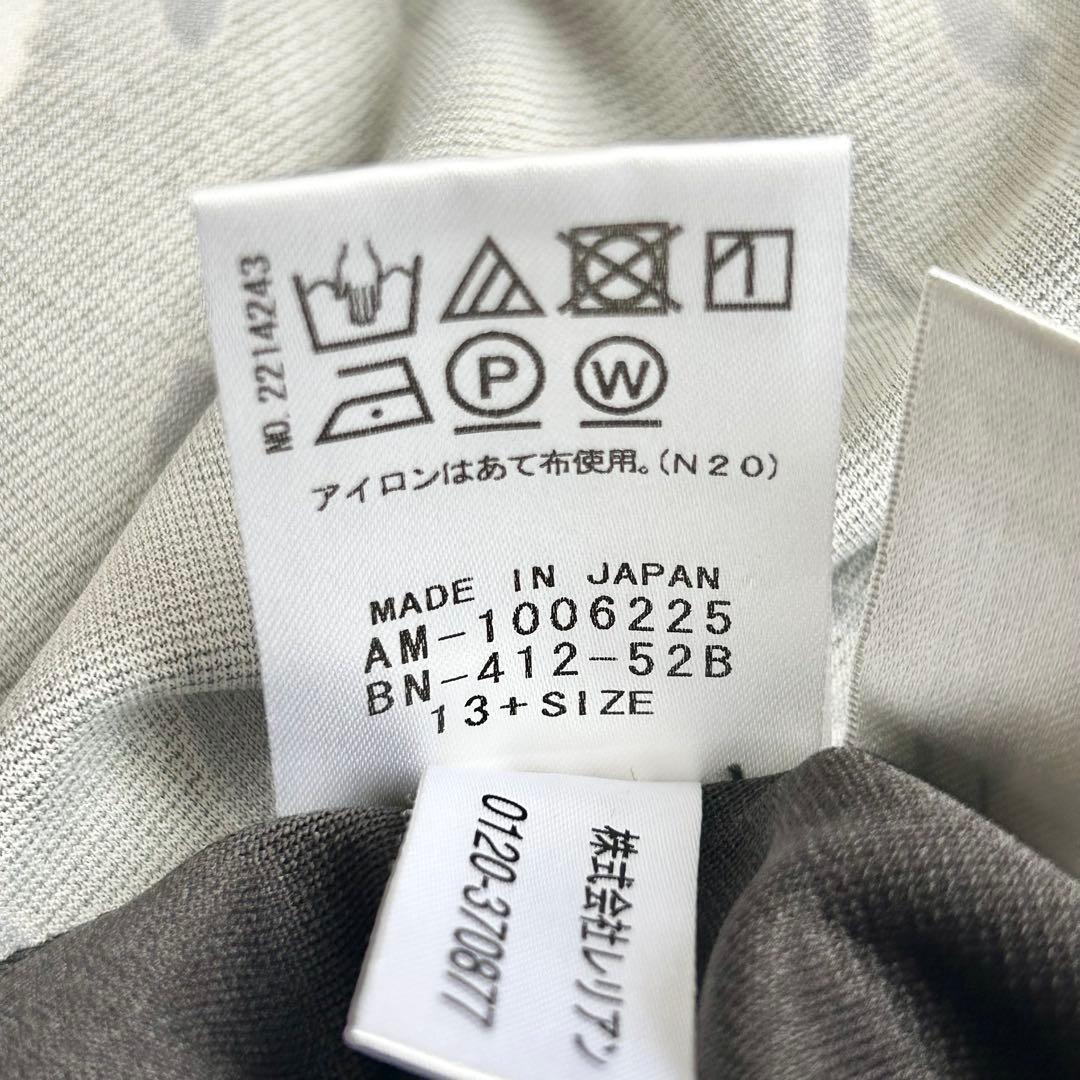 NO. 2214243
P W
アイロンはあて布使用。(N20)
MADE IN JAPAN
AM-1006225
BN-412-52B
13+SIZE
株式会社レリアン
0120-370877